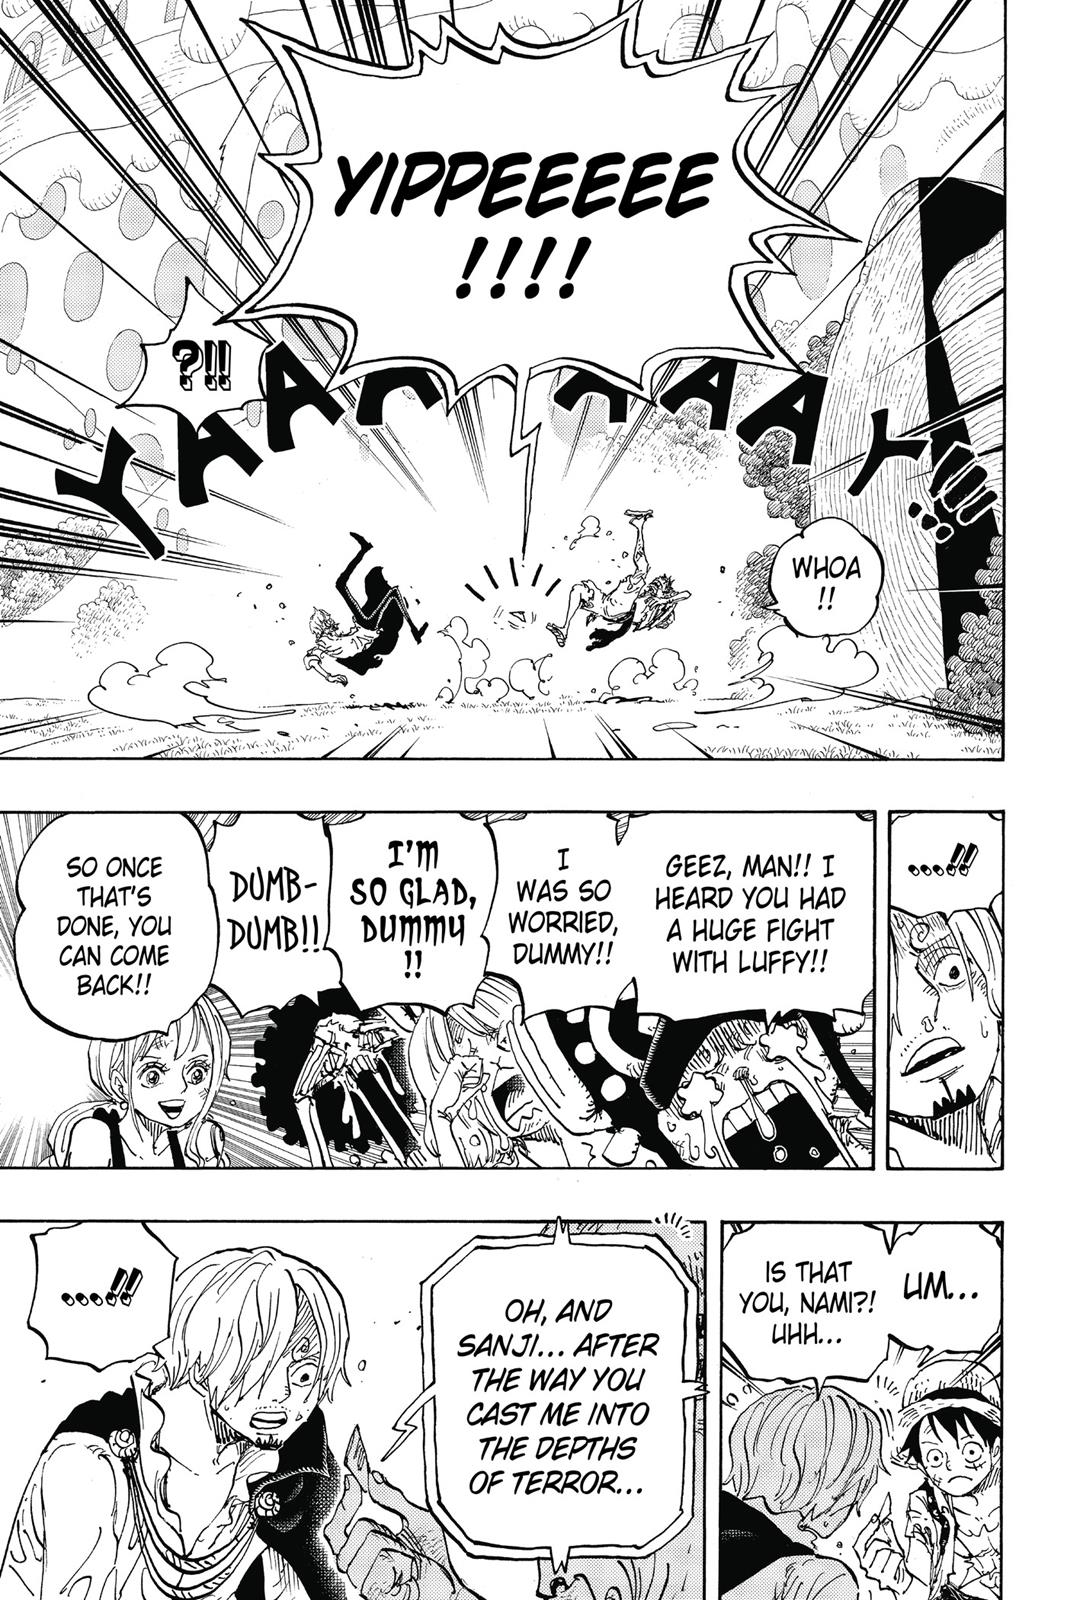 YIPPEEEEE
!!!!
?!!
YHAHAHAAAY!!!
WHOA
!!
...!!
GEEZ, MAN!! I
HEARD YOU HAD
A HUGE FIGHT
WITH LUFFY!!
I
WAS SO
WORRIED,
DUMMY!!
I'M
SO GLAD,
DUMMY
!!
DUMB-
DUMB!!
SO ONCE
THAT'S
DONE, YOU
CAN COME
BACK!!
UM...
IS THAT
YOU, NAMI?!
UHH...
OH, AND
SANJI... AFTER
THE WAY YOU
CAST ME INTO
THE DEPTHS
OF TERROR...
...!!